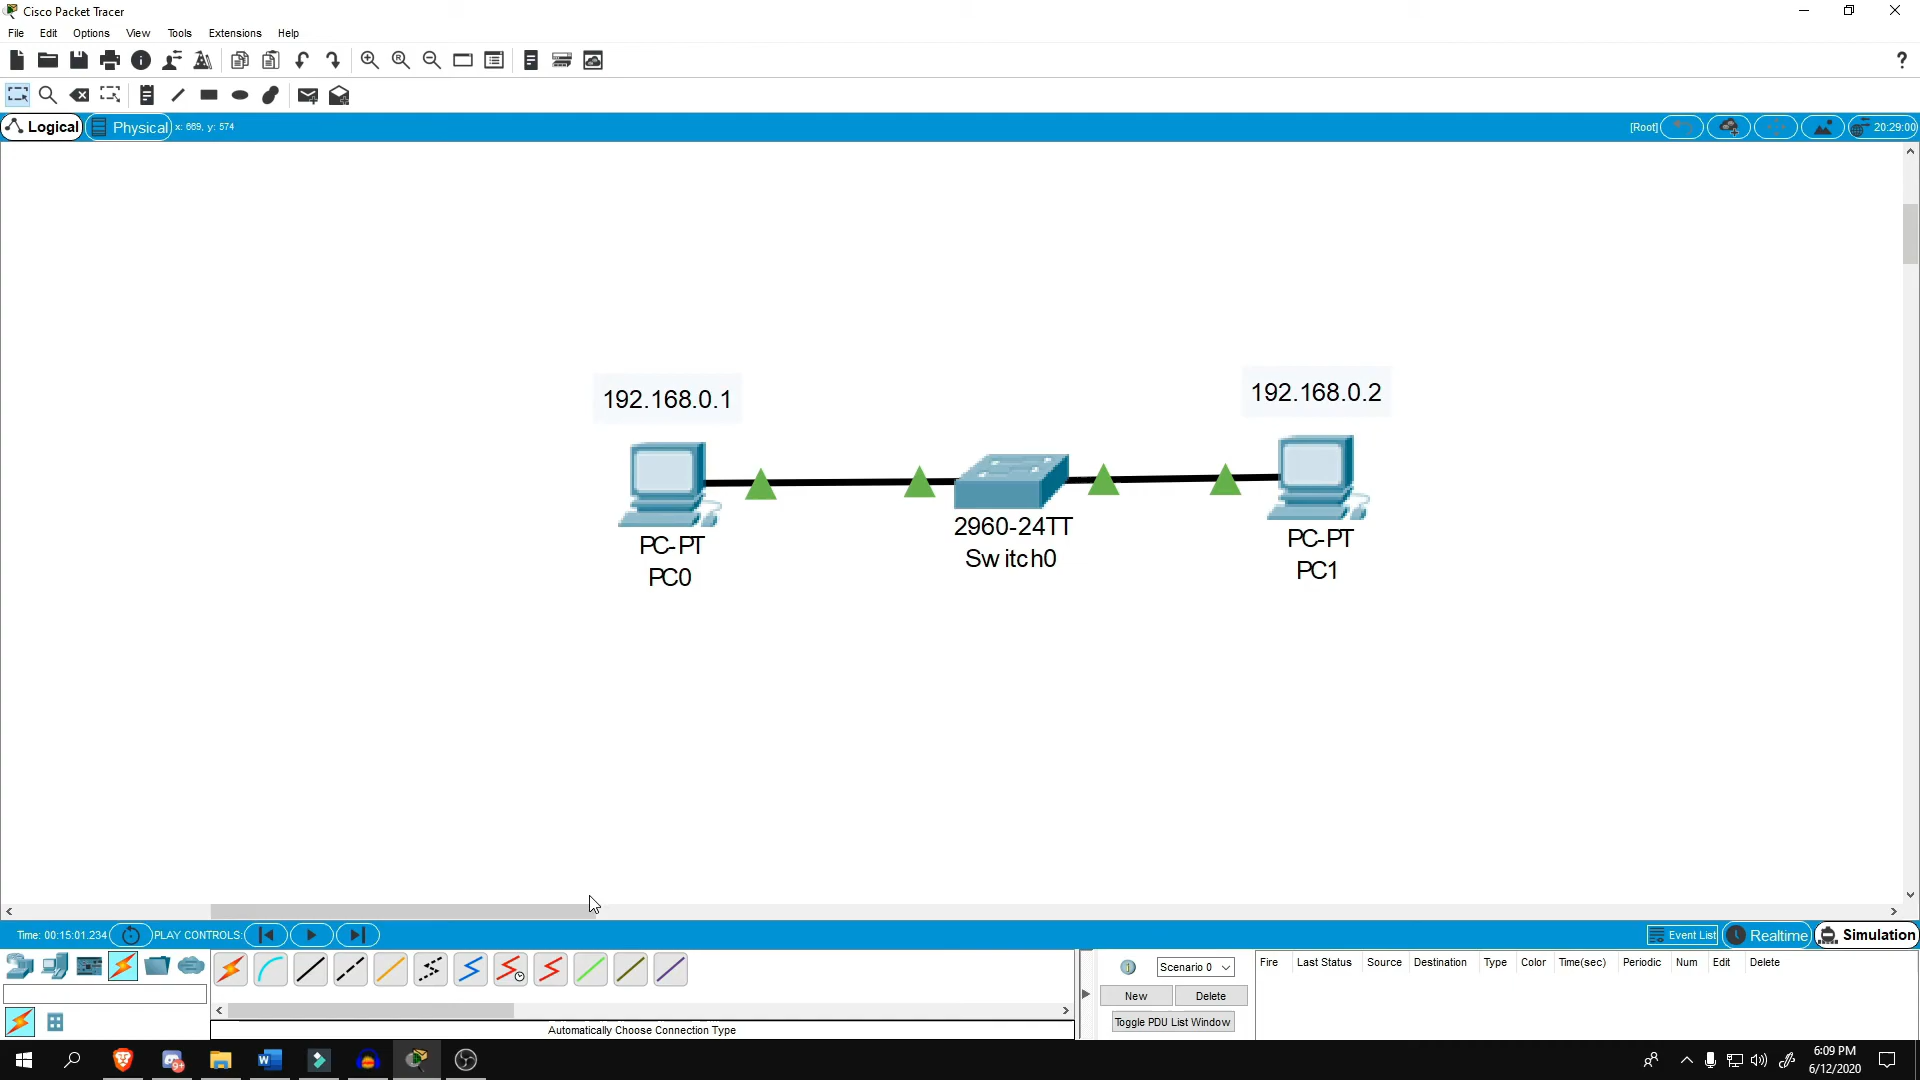 Cisco Packet Tracer
File Edit Options View Tools Extensions Help
?
Logical Physical x: 669, y: 574 [Root] 20:29:00
192.168.0.1
192.168.0.2
PC-PT
PC0
2960-24TT
Switch0
PC-PT
PC1
Time: 00:15:01.234 PLAY CONTROLS: Event List Realtime Simulation
Scenario 0
New Delete
Toggle PDU List Window
Fire Last Status Source Destination Type Color Time(sec) Periodic Num Edit Delete
Automatically Choose Connection Type
9+
W
6:09 PM
6/12/2020